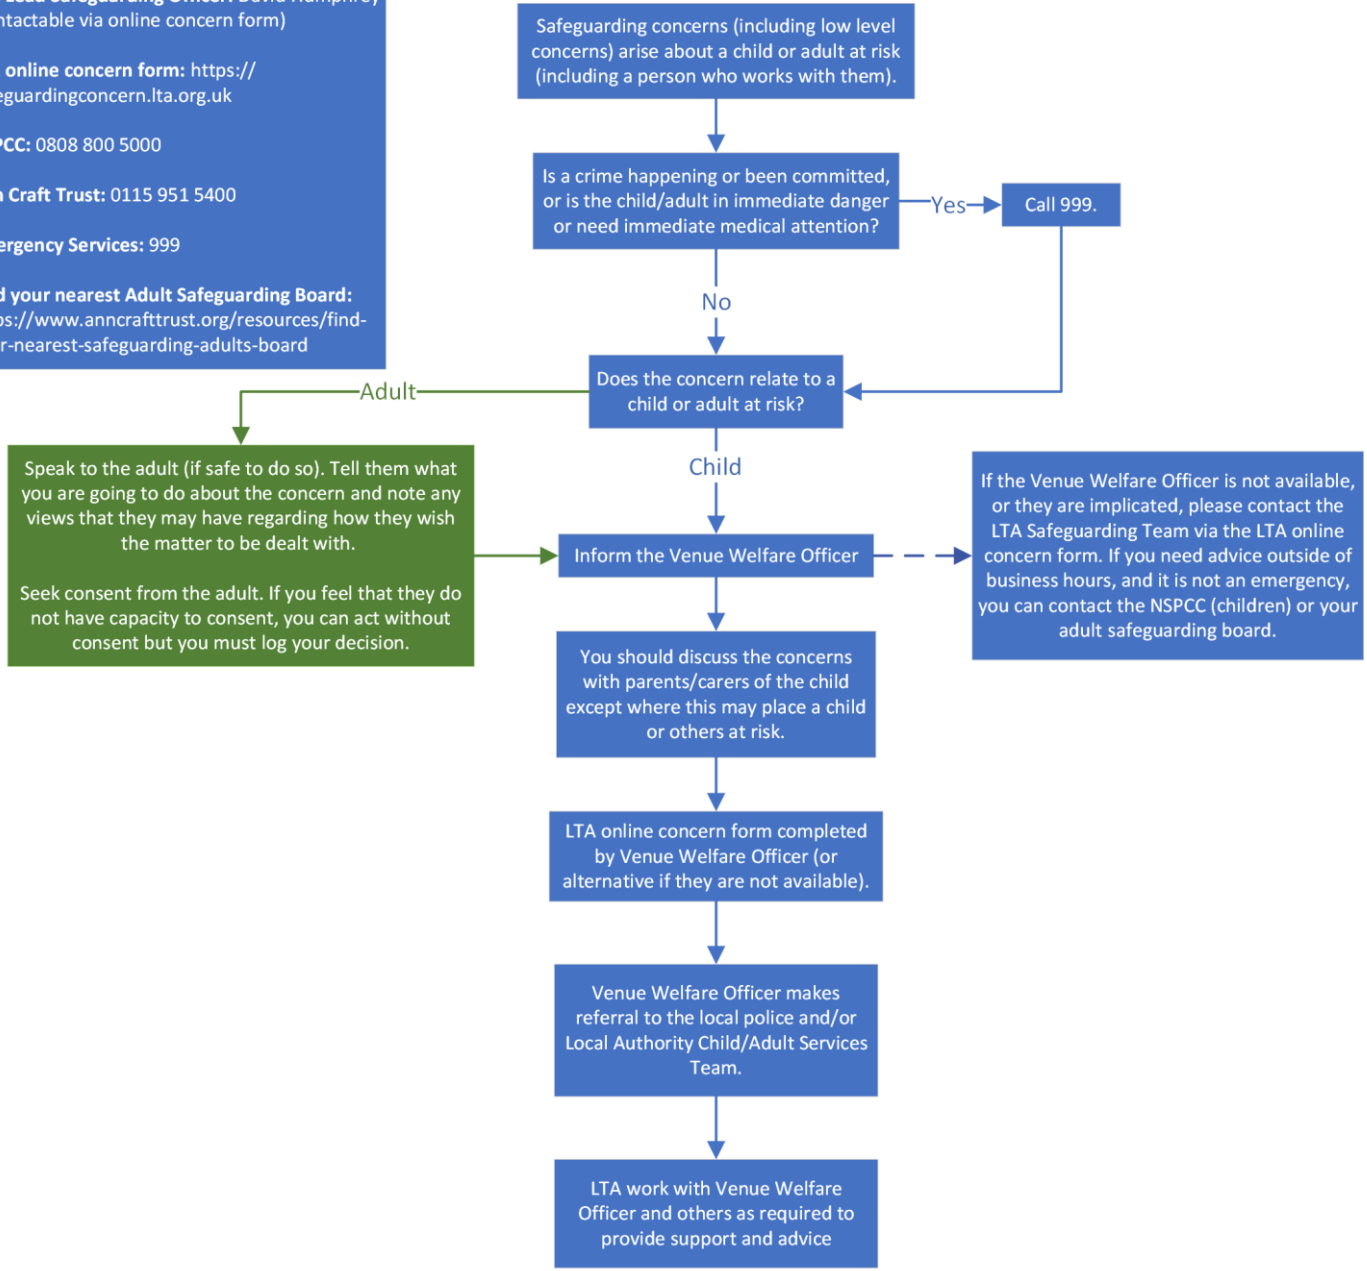 Safeguarding Officer: David Humphrey
(contactable via online concern form)
online concern form: https://
safeguardingconcern.lta.org.uk
NSPCC: 0808 800 5000
Craft Trust: 0115 951 5400
Emergency Services: 999
your nearest Adult Safeguarding Board:
https://www.anncrafttrust.org/resources/find-
your-nearest-safeguarding-adults-board
Safeguarding concerns (including low level
concerns) arise about a child or adult at risk
(including a person who works with them).
Is a crime happening or been committed,
or is the child/adult in immediate danger
or need immediate medical attention?
Yes
Call 999.
No
Does the concern relate to a
child or adult at risk?
Adult
Child
Speak to the adult (if safe to do so). Tell them what
you are going to do about the concern and note any
views that they may have regarding how they wish
the matter to be dealt with.
Seek consent from the adult. If you feel that they do
not have capacity to consent, you can act without
consent but you must log your decision.
Inform the Venue Welfare Officer
If the Venue Welfare Officer is not available,
or they are implicated, please contact the
LTA Safeguarding Team via the LTA online
concern form. If you need advice outside of
business hours, and it is not an emergency,
you can contact the NSPCC (children) or your
adult safeguarding board.
You should discuss the concerns
with parents/carers of the child
except where this may place a child
or others at risk.
LTA online concern form completed
by Venue Welfare Officer (or
alternative if they are not available).
Venue Welfare Officer makes
referral to the local police and/or
Local Authority Child/Adult Services
Team.
LTA work with Venue Welfare
Officer and others as required to
provide support and advice